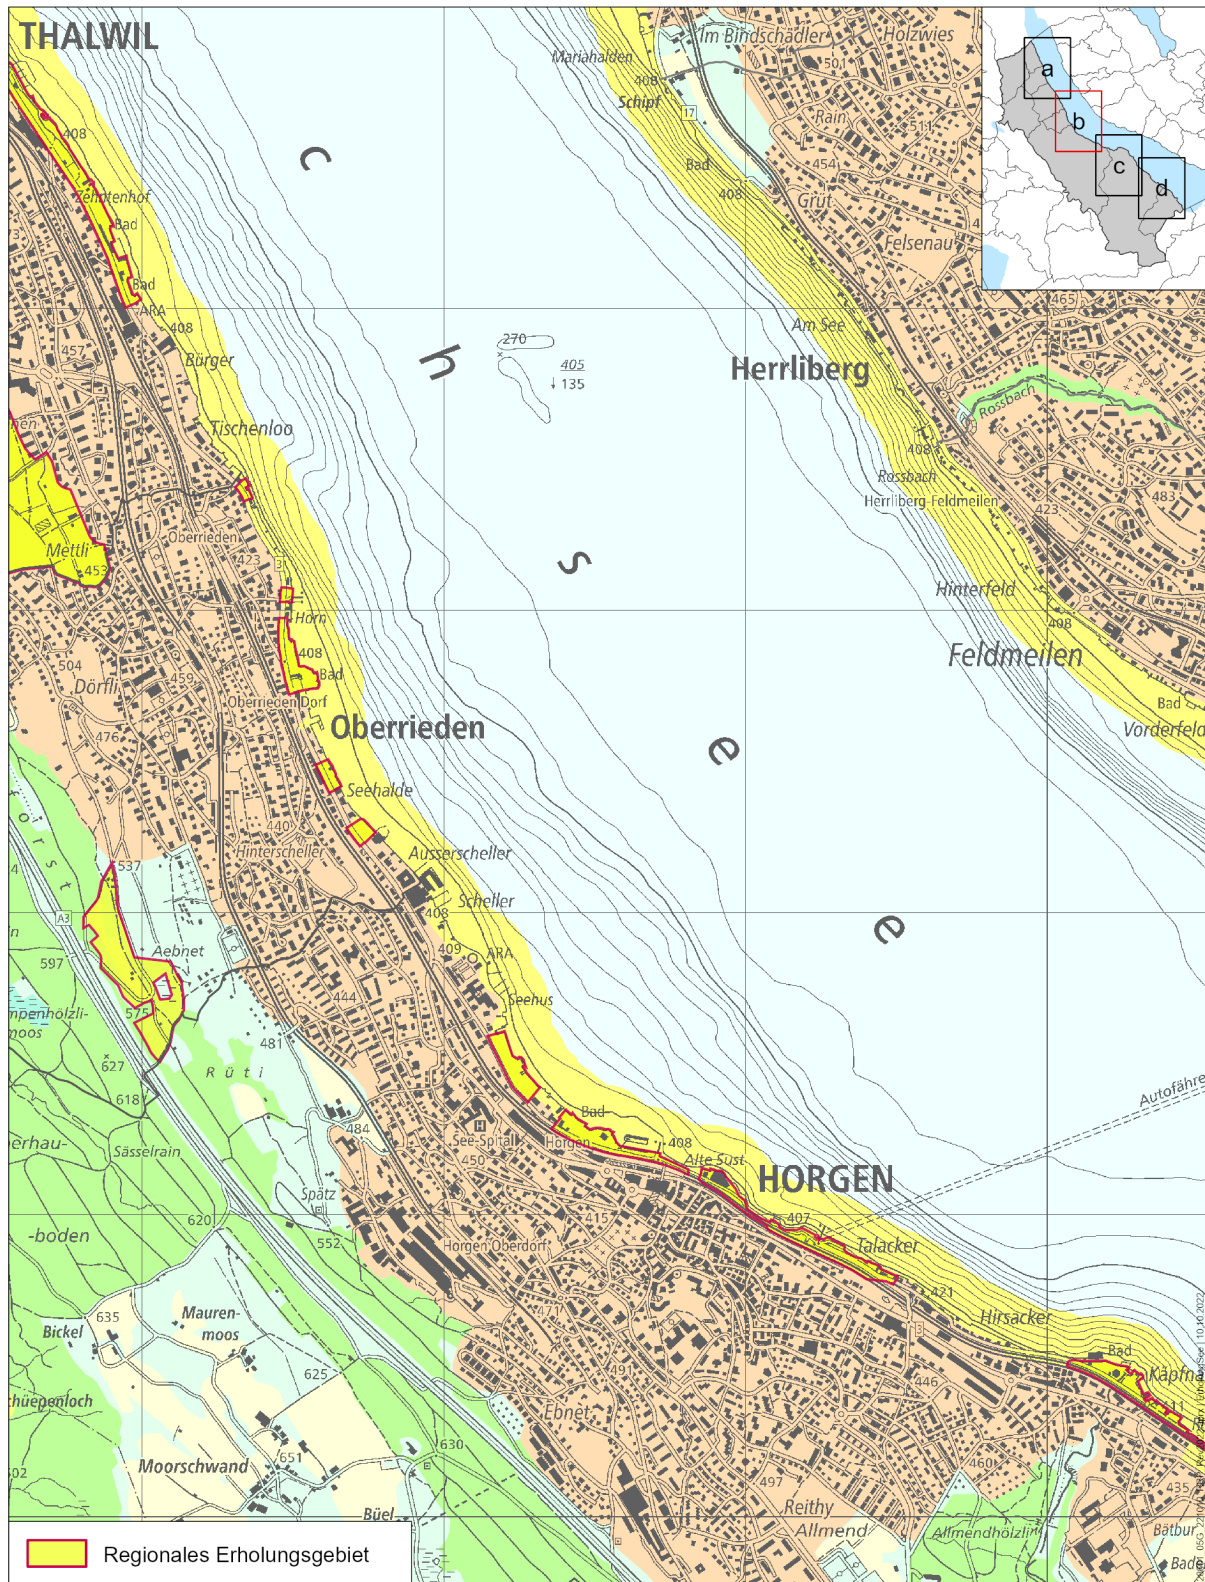 THALWIL
Im Bindschädler
Holzwies
Mariahalden
408
501
Schipf
17
Rain
511
a
b
c
d
408
Zehntenhof
Bad
Bad
ARA
408
457
Bürger
Tischenloo
c
h
s
e
e
270
405
135
Bad
408
454
Grüt
Felsenau
465
Am See
Herrliberg
Rossbach
408
Rossbach
Herrliberg-Feldmeilen
483
423
Hinterfeld
408
Feldmeilen
Bad
Vorderfeld
Mettli
453
Oberrieden
423
3
Horn
408
Bad
504
Dörfli
459
Oberrieden Dorf
Oberrieden
476
Seehalde
440
Hinterscheller
Ausserscheller
Scheller
408
409
ARA
Seehus
537
A3
Aebnet
597
575
444
481
Rüti
627
618
484
Sässelrain
Spätz
620
552
-boden
Bad
See-Spital
Horgen
450
408
Alte Sust
HORGEN
Autofähre
415
407
Talacker
Horgen Oberdorf
421
Hirsacker
3
471
Bad
Käpfna
411
635
Bickel
Mauren-
moos
625
491
446
Ebnet
chüepenloch
502
Moorschwand
651
630
Büel
497
460
435
Reithy
Allmend
Allmendhölzli
Bätbur
Bade
Regionales Erholungsgebiet